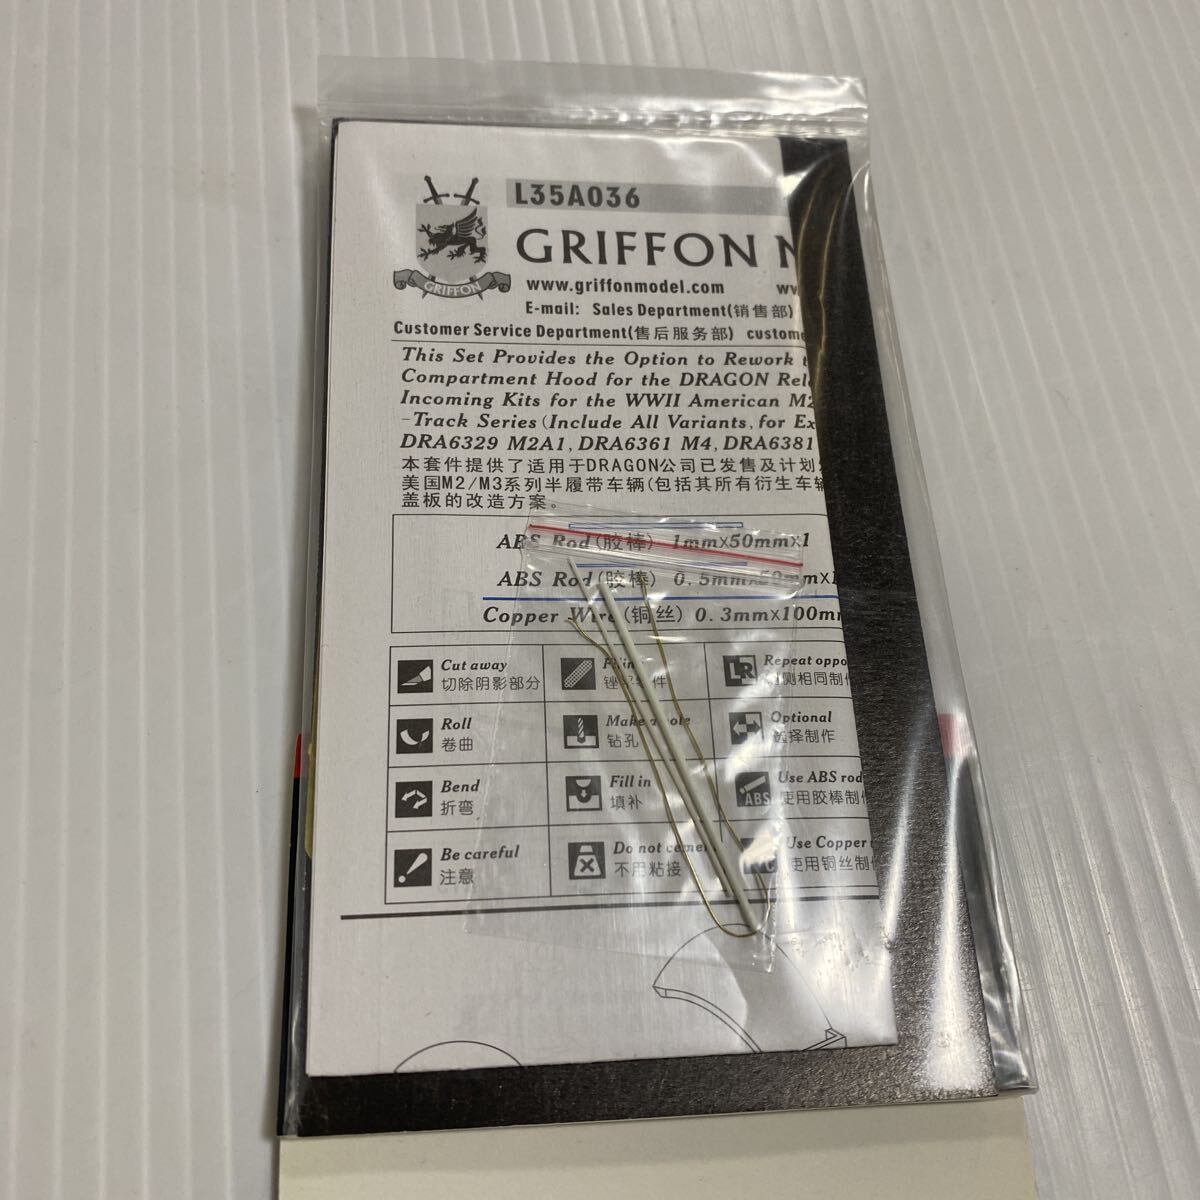 L35A036
GRIFFON
GRIFFON
www.griffonmodel.com
E-mail: Sales Department(销售部)
Customer Service Department(售后服务部)
This Set Provides the Option to Rework
Compartment Hood for the DRAGON
Incoming Kits for the WWII American
-Track Series(Include All Variants, for
DRA6329 M2A1, DRA6361 M4, DRA6381
本套件提供了适用于DRAGON公司已发售及计划
美国M2/M3系列半履带车辆(包括其所有衍生车辆
盖板的改造方案。
ABS Rod(胶棒) 1mmX50mmx1
ABS Rod(胶棒) 0.5mmx50mmX
Copper Wire(铜丝) 0.3mmX100mm
Cut away
切除阴影部分
LR
Repeat
相同制
Roll
卷曲
Make a hole
钻孔
Optional
选择制作
Bend
折弯
Fill in
填补
ABS
Use ABS rod
使用胶棒制
Be careful
注意
Do not
不用粘接
Use Copper
使用铜丝制